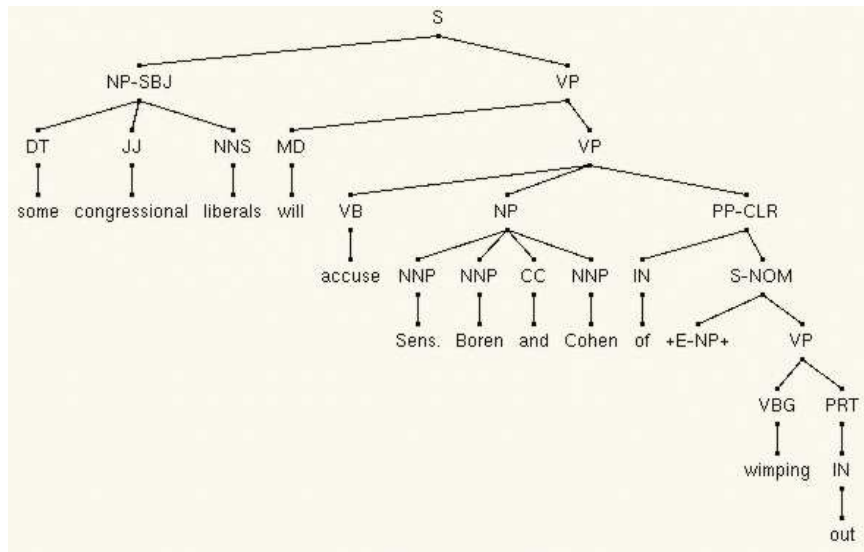 S
NP-SBJ VP
DT JJ NNS MD VP
some congressional liberals will VB NP PP-CLR
accuse NNP NNP CC NNP IN S-NOM
Sens. Boren and Cohen of +E-NP+ VP
VBG PRT
wimping IN
out